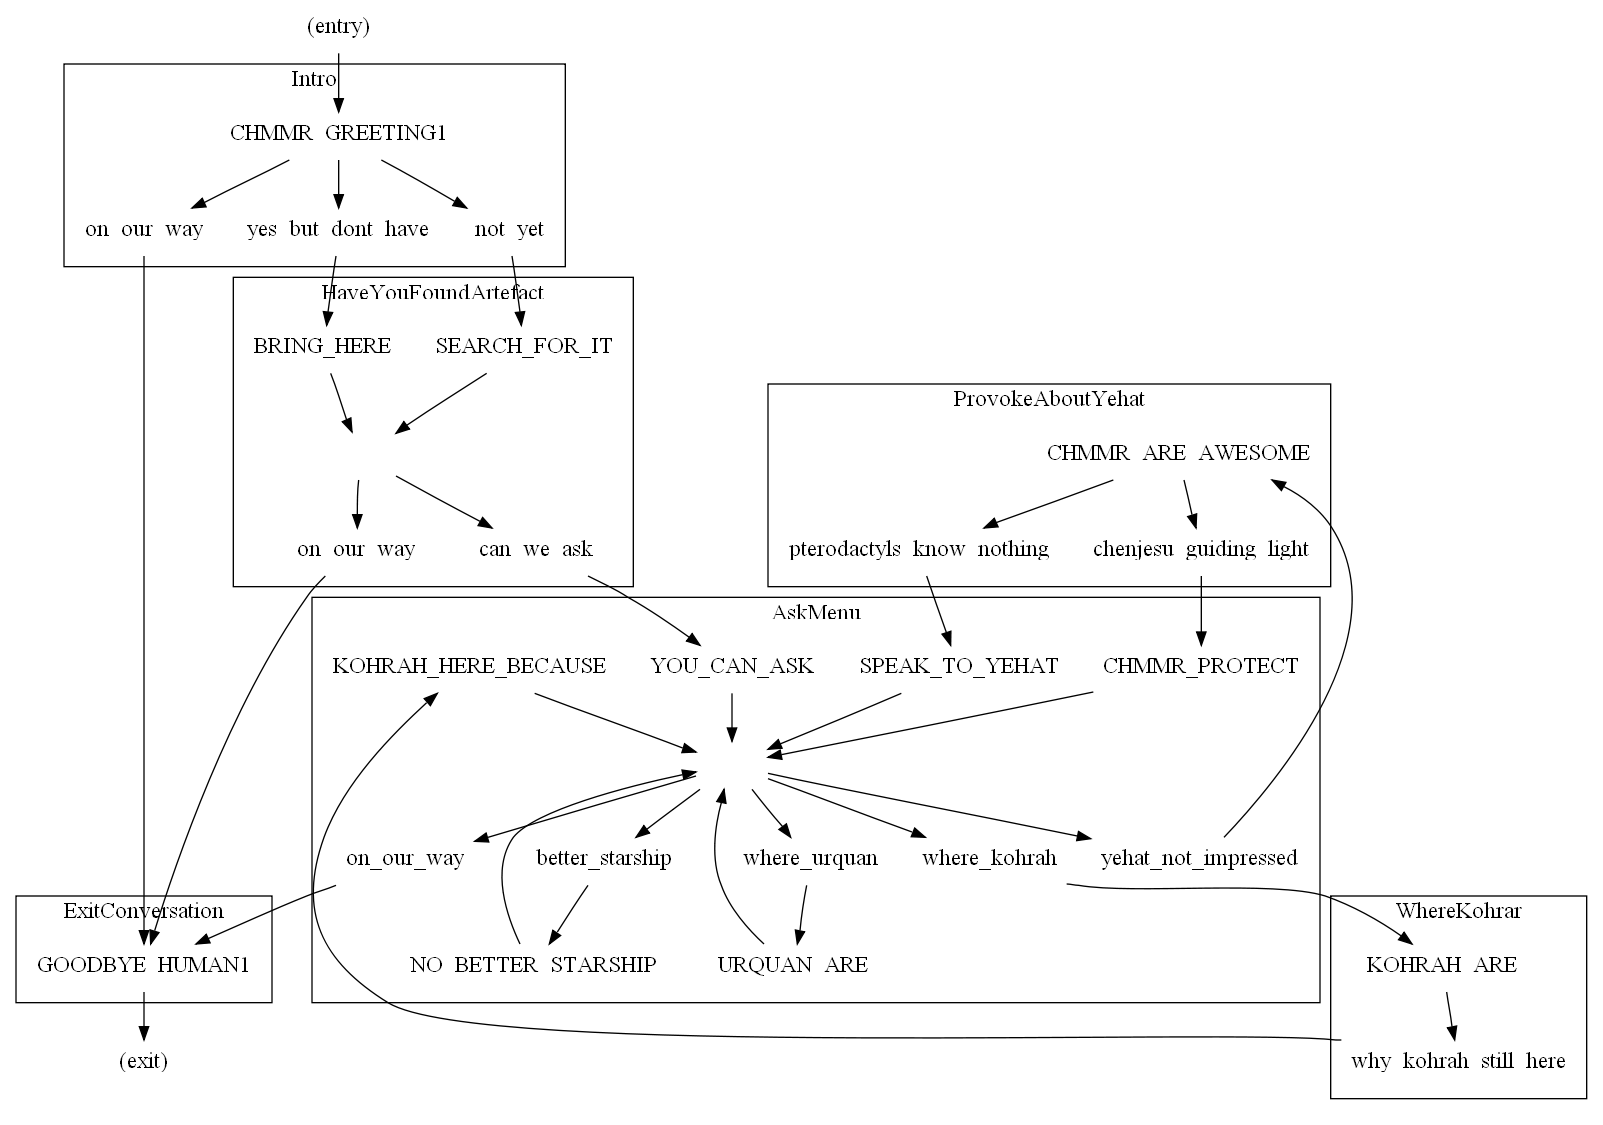 (entry)
Intro
CHMMR GREETING1
on our way
yes but dont have
not yet
HaveYouFoundArtefact
BRING_HERE
SEARCH_FOR_IT
ProvokeAboutYehat
CHMMR ARE AWESOME
on our way
can we ask
pterodactyls know nothing
chenjesu guiding light
AskMenu
KOHRAH_HERE_BECAUSE
YOU_CAN_ASK
SPEAK_TO_YEHAT
CHMMR_PROTECT
on_our_way
better_starship
where_urquan
where_kohrah
yehat_not_impressed
ExitConversation
WhereKohrar
GOODBYE HUMAN1
NO BETTER STARSHIP
URQUAN ARE
KOHRAH ARE
(exit)
why kohrah still here